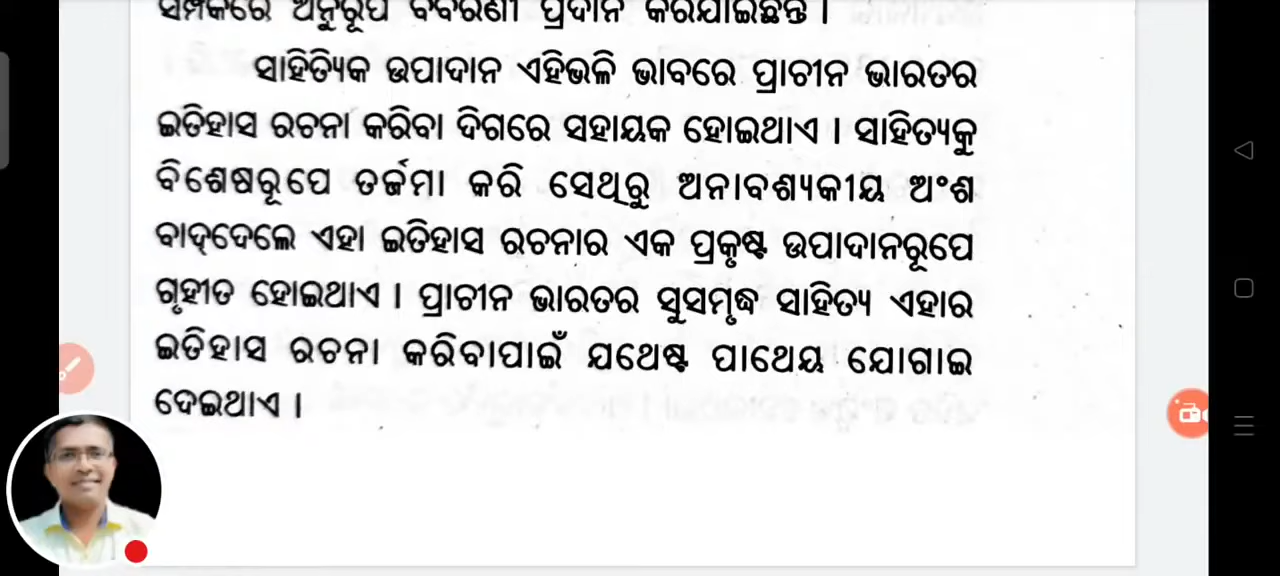 ସମ୍ପର୍କରେ ଅନୁରୂପ ବିବରଣୀ ପ୍ରଦାନ କରିଯାଇଛନ୍ତି ।
ସାହିତ୍ୟିକ ଉପାଦାନ ଏହିଭଳି ଭାବରେ ପ୍ରାଚୀନ ଭାରତର
ଇତିହାସ ରଚନା କରିବା ଦିଗରେ ସହାୟକ ହୋଇଥାଏ । ସାହିତ୍ୟକୁ
ବିଶେଷରୂପେ ତର୍ଜମା କରି ସେଥିରୁ ଅନାବଶ୍ୟକୀୟ ଅଂଶ
ବାଦ୍‌ଦେଲେ ଏହା ଇତିହାସ ରଚନାର ଏକ ପ୍ରକୃଷ୍ଟ ଉପାଦାନରୂପେ
ଗୃହୀତ ହୋଇଥାଏ । ପ୍ରାଚୀନ ଭାରତର ସୁସମୃଦ୍ଧ ସାହିତ୍ୟ ଏହାର
ଇତିହାସ ରଚନା କରିବାପାଇଁ ଯଥେଷ୍ଟ ପାଥେୟ ଯୋଗାଇ
ଦେଇଥାଏ ।